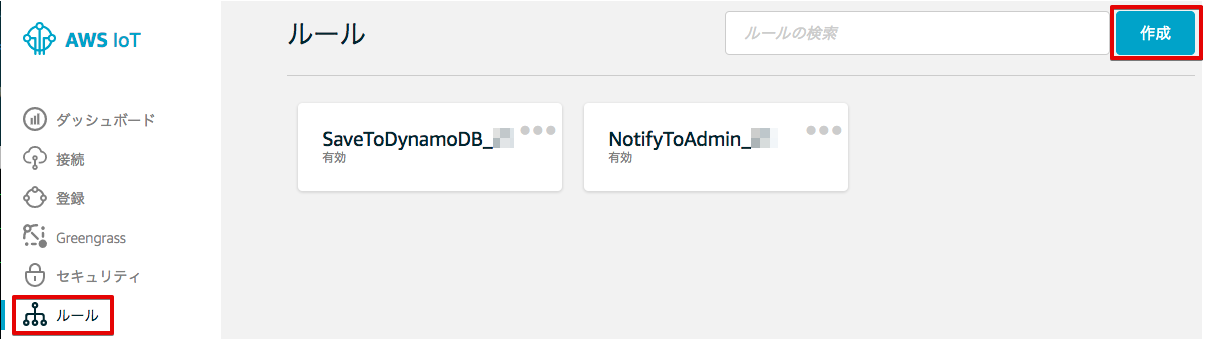 AWS IoT
ダッシュボード
接続
登録
Greengrass
セキュリティ
ルール
ルール
ルールの検索
作成
SaveToDynamoDB_
有効
NotifyToAdmin_
有効